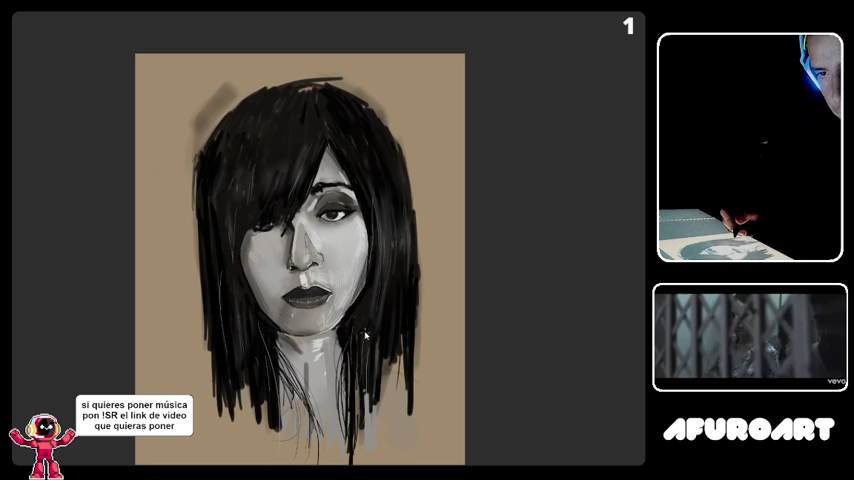 1
si quieres poner música
pon !SR el link de video
que quieras poner
vevo
AFUROART